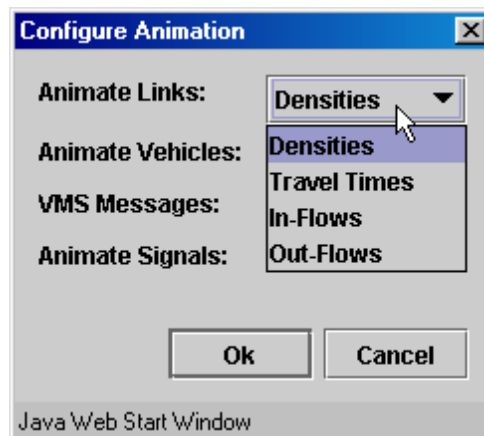 Configure Animation
Animate Links: Densities
Densities
Animate Vehicles:
Travel Times
VMS Messages:
In-Flows
Animate Signals:
Out-Flows
Ok Cancel
Java Web Start Window